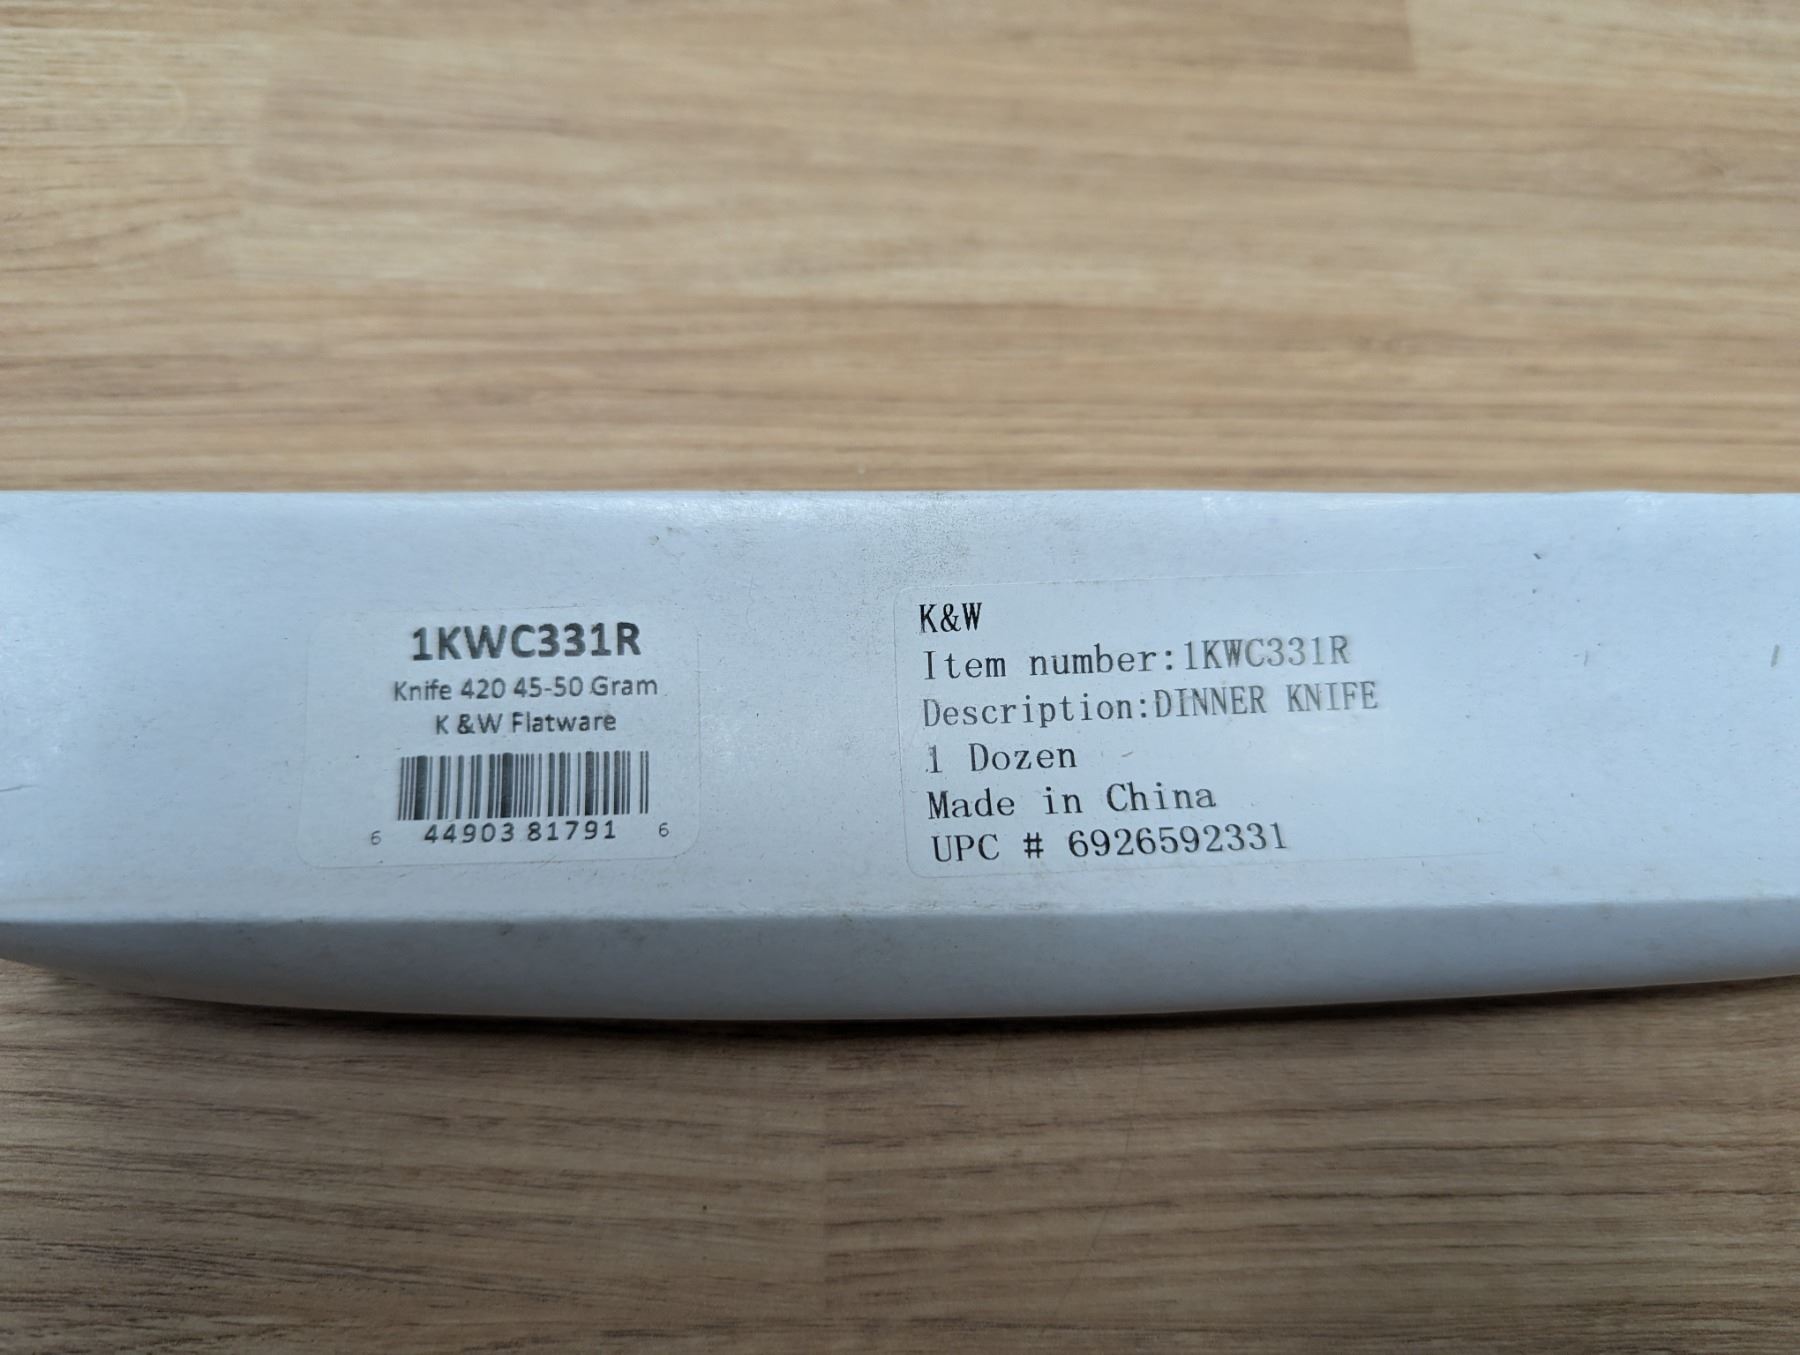 1KWC331R
Knife 420 45-50 Gram
K &W Flatware
6 44903 81791 6
K&W
Item number:1KWC331R
Description:DINNER KNIFE
1 Dozen
Made in China
UPC # 6926592331